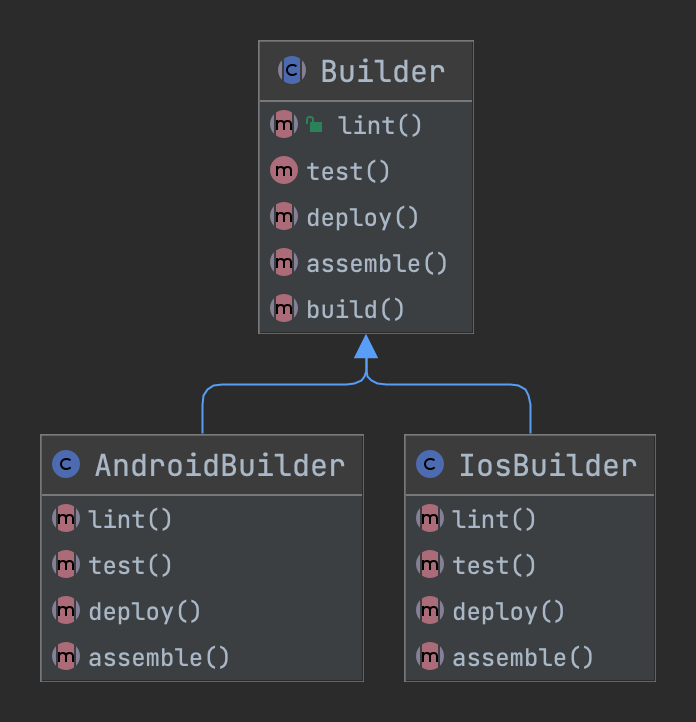 C Builder
m lint()
m test()
m deploy()
m assemble()
m build()
C AndroidBuilder
m lint()
m test()
m deploy()
m assemble()
C IosBuilder
m lint()
m test()
m deploy()
m assemble()